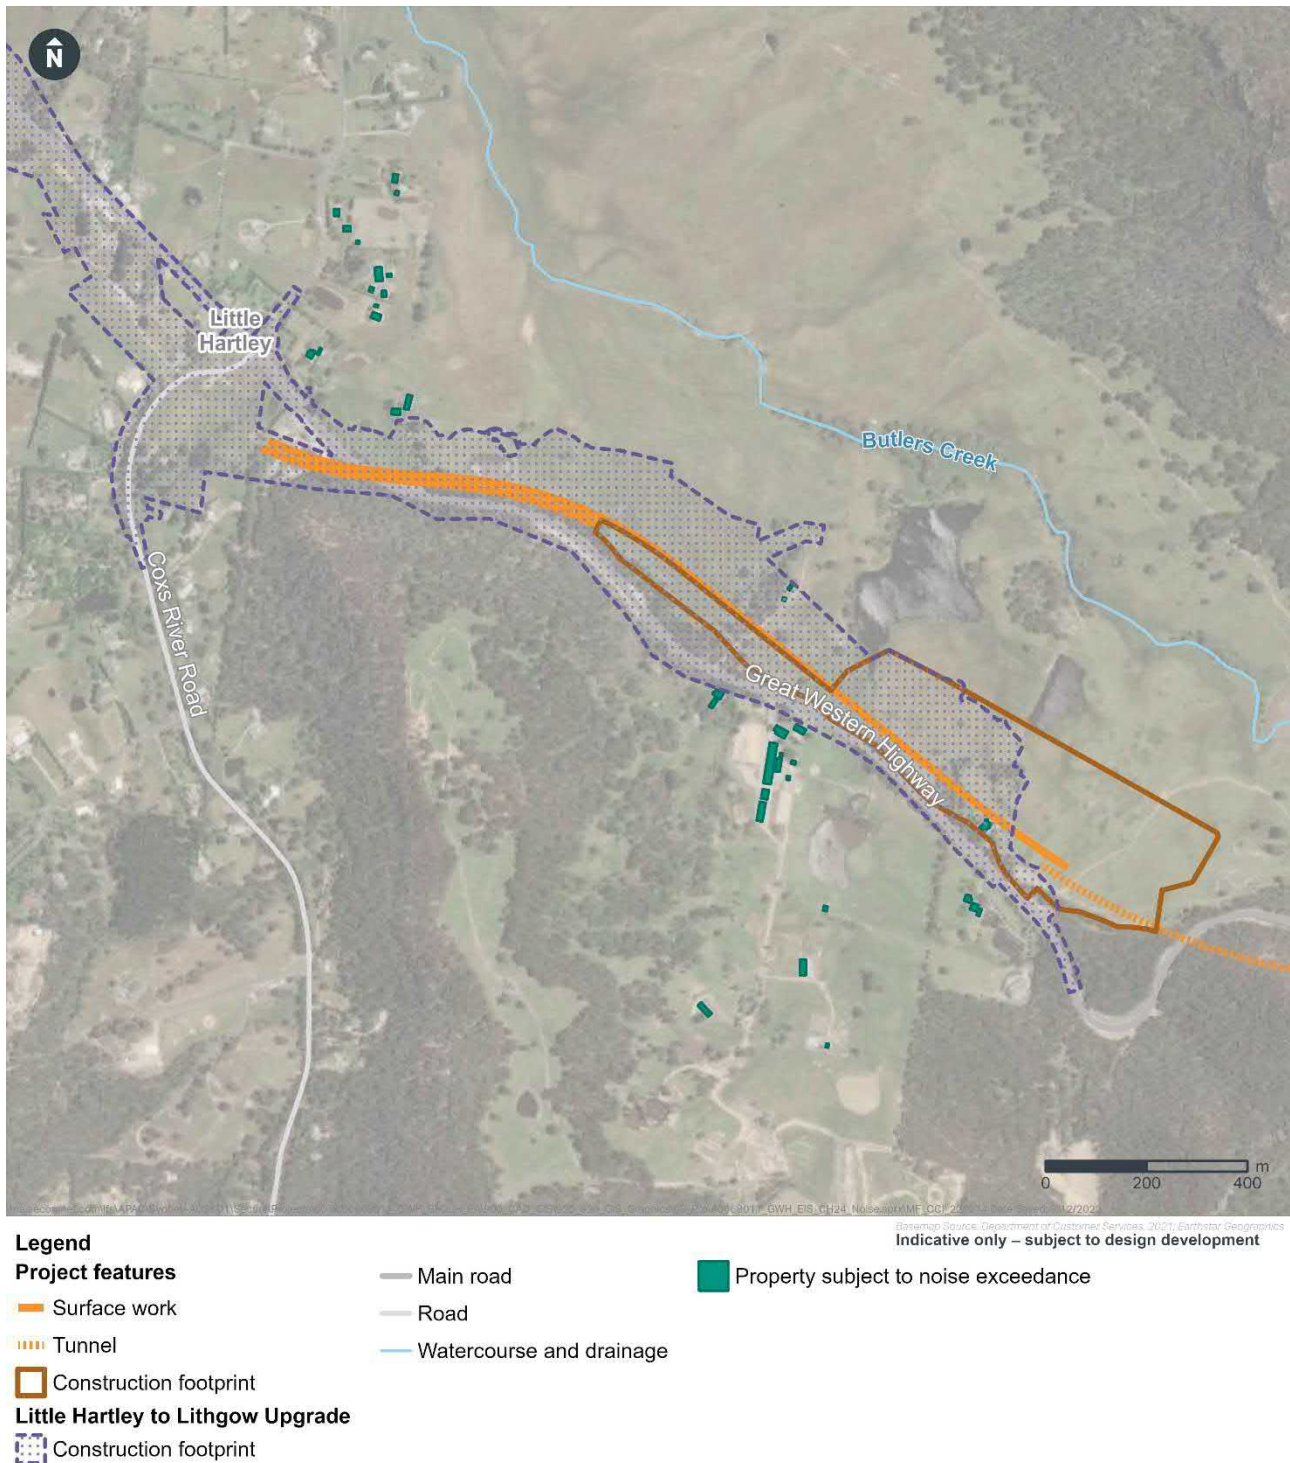 N
Little
Hartley
Butlers Creek
Coxs River Road
Great Western Highway
m
0 200 400
Basemap Source: Department of Customer Services, 2021; Earthstar Geographics
Indicative only – subject to design development
Legend
Project features
Surface work
Tunnel
Construction footprint
Little Hartley to Lithgow Upgrade
Construction footprint
Main road
Road
Watercourse and drainage
Property subject to noise exceedance